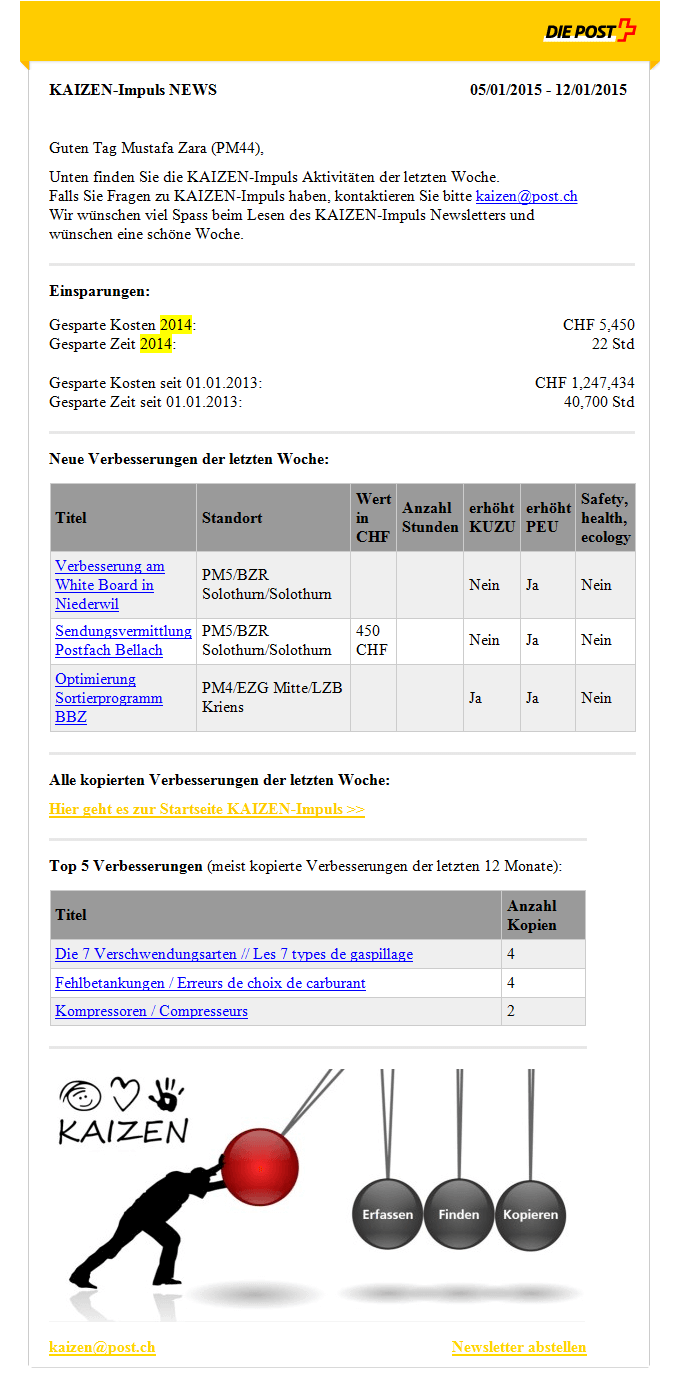 DIE POST
KAIZEN-Impuls NEWS 05/01/2015 - 12/01/2015
Guten Tag Mustafa Zara (PM44),
Unten finden Sie die KAIZEN-Impuls Aktivitäten der letzten Woche.
Falls Sie Fragen zu KAIZEN-Impuls haben, kontaktieren Sie bitte kaizen@post.ch
Wir wünschen viel Spass beim Lesen des KAIZEN-Impuls Newsletters und
wünschen eine schöne Woche.
Einsparungen:
Gesparte Kosten 2014: CHF 5,450
Gesparte Zeit 2014: 22 Std
Gesparte Kosten seit 01.01.2013: CHF 1,247,434
Gesparte Zeit seit 01.01.2013: 40,700 Std
Neue Verbesserungen der letzten Woche:
Titel Standort Wert in CHF Anzahl Stunden erhöht KUZU erhöht PEU Safety, health, ecology
Verbesserung am White Board in Niederwil PM5/BZR Solothurn/Solothurn Nein Ja Nein
Sendungsvermittlung Postfach Bellach PM5/BZR Solothurn/Solothurn 450 CHF Nein Ja Nein
Optimierung Sortierprogramm BBZ PM4/EZG Mitte/LZB Kriens Ja Ja Nein
Alle kopierten Verbesserungen der letzten Woche:
Hier geht es zur Startseite KAIZEN-Impuls >>
Top 5 Verbesserungen (meist kopierte Verbesserungen der letzten 12 Monate):
Titel Anzahl Kopien
Die 7 Verschwendungsarten // Les 7 types de gaspillage 4
Fehlbetankungen / Erreurs de choix de carburant 4
Kompressoren / Compresseurs 2
KAIZEN
Erfassen Finden Kopieren
kaizen@post.ch Newsletter abstellen